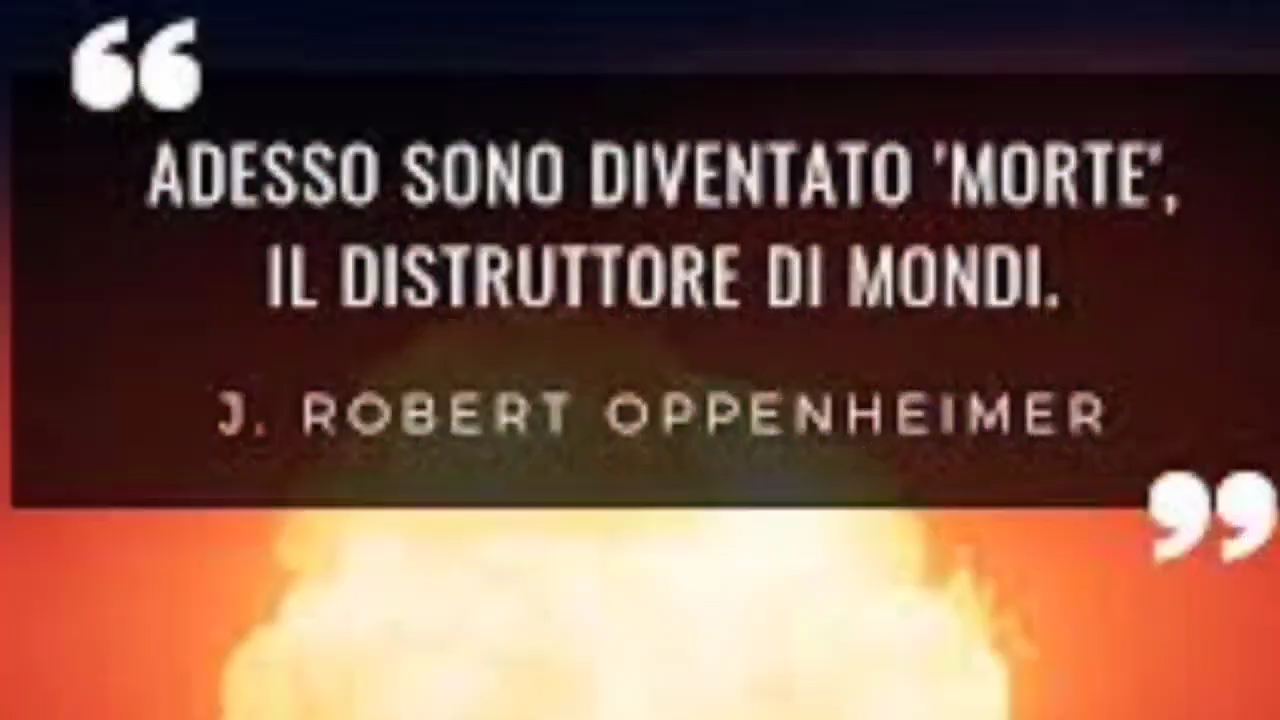 “
ADESSO SONO DIVENTATO 'MORTE',
IL DISTRUTTORE DI MONDI.
J. ROBERT OPPENHEIMER
”